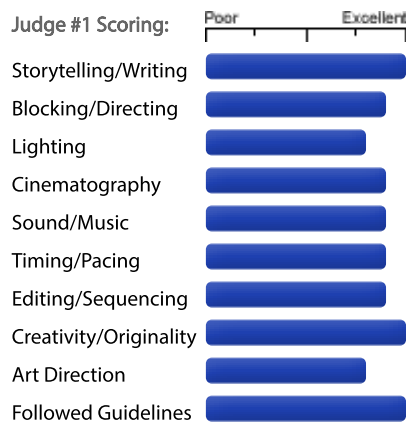 Judge #1 Scoring:
Poor Excellent
Storytelling/Writing
Blocking/Directing
Lighting
Cinematography
Sound/Music
Timing/Pacing
Editing/Sequencing
Creativity/Originality
Art Direction
Followed Guidelines